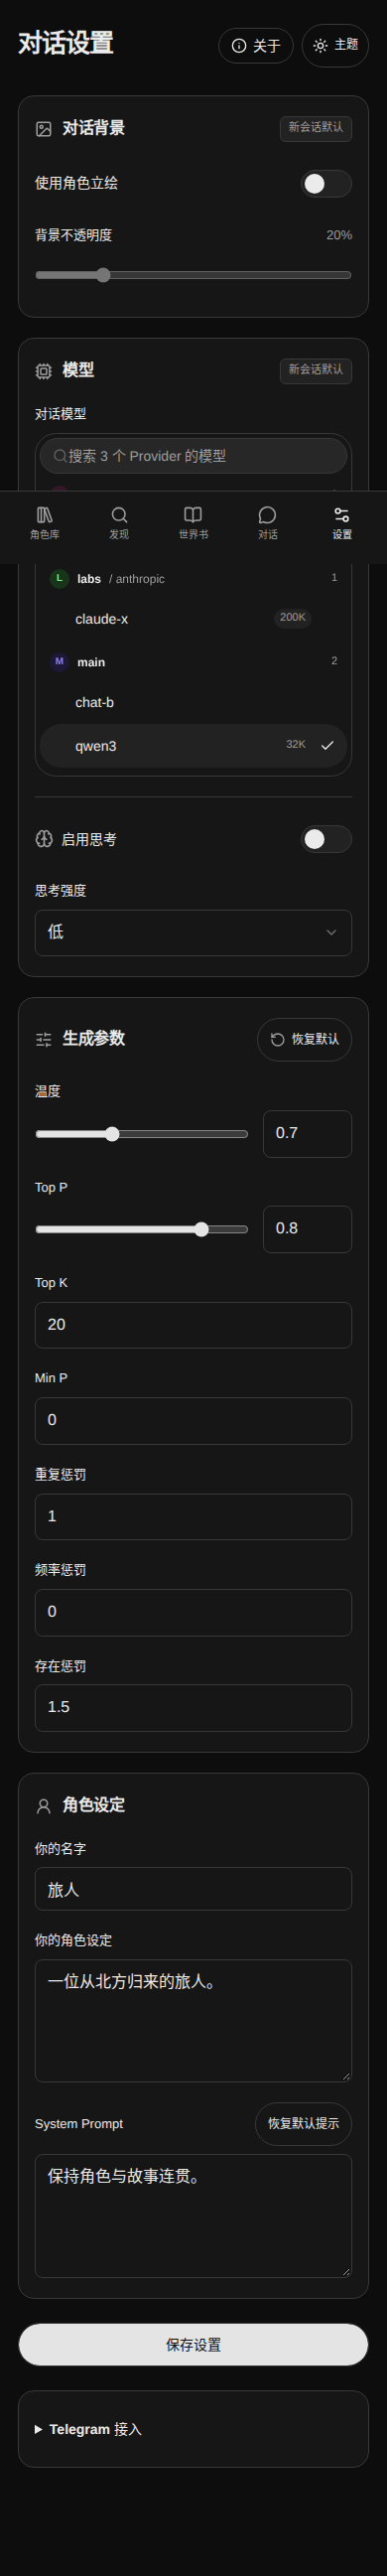 对话设置
关于
主题
对话背景
新会话默认
使用角色立绘
背景不透明度
20%
模型
新会话默认
对话模型
搜索 3 个 Provider 的模型
角色库
发现
世界书
对话
设置
L labs / anthropic 1
claude-x 200K
M main 2
chat-b
qwen3 32K
启用思考
思考强度
低
生成参数
恢复默认
温度
0.7
Top P
0.8
Top K
20
Min P
0
重复惩罚
1
频率惩罚
0
存在惩罚
1.5
角色设定
你的名字
旅人
你的角色设定
一位从北方归来的旅人。
System Prompt
恢复默认提示
保持角色与故事连贯。
保存设置
Telegram 接入